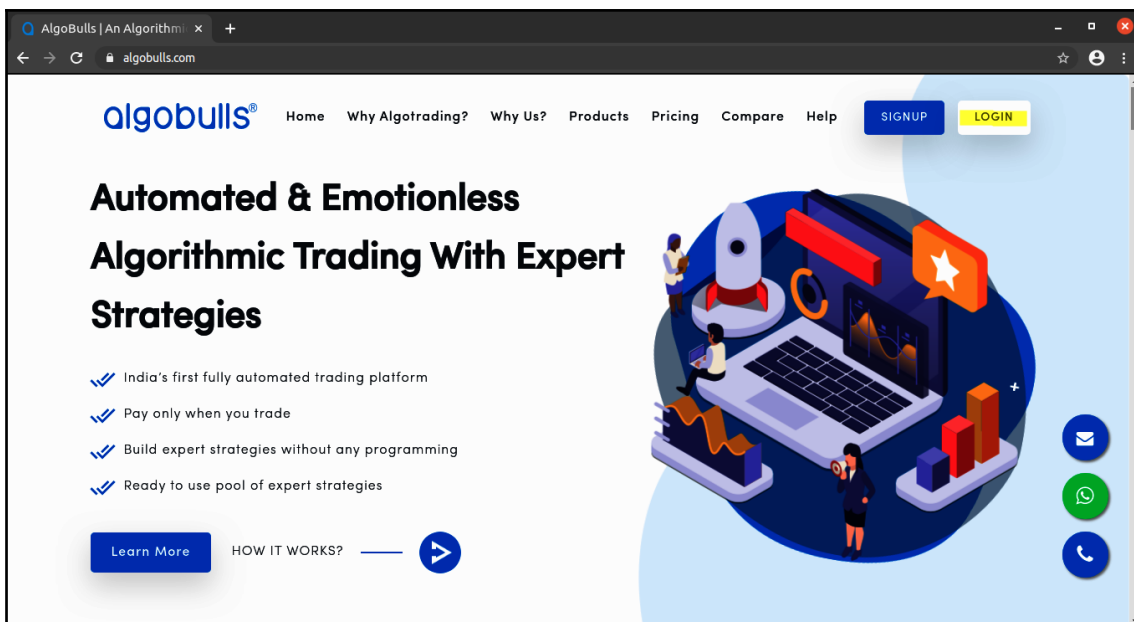 AlgoBulls | An Algorithmi
algobulls.com
algobulls®
Home Why Algotrading? Why Us? Products Pricing Compare Help SIGNUP LOGIN
Automated & Emotionless
Algorithmic Trading With Expert
Strategies
India's first fully automated trading platform
Pay only when you trade
Build expert strategies without any programming
Ready to use pool of expert strategies
Learn More HOW IT WORKS?